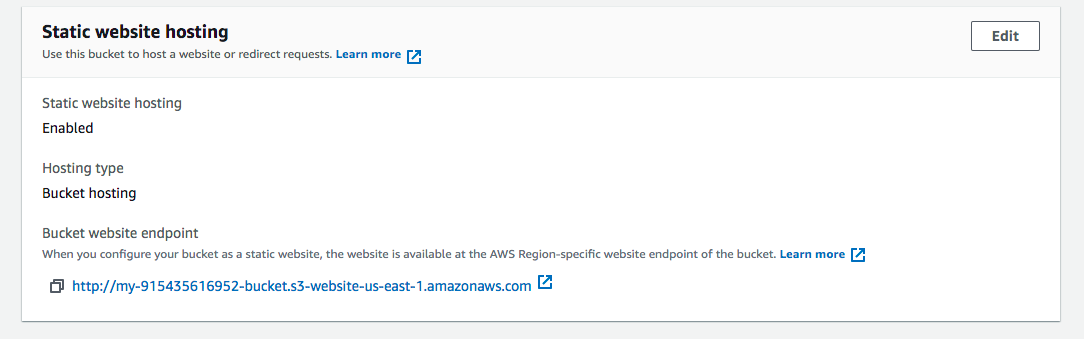 Static website hosting
Edit
Use this bucket to host a website or redirect requests. Learn more
Static website hosting
Enabled
Hosting type
Bucket hosting
Bucket website endpoint
When you configure your bucket as a static website, the website is available at the AWS Region-specific website endpoint of the bucket. Learn more
http://my-915435616952-bucket.s3-website-us-east-1.amazonaws.com